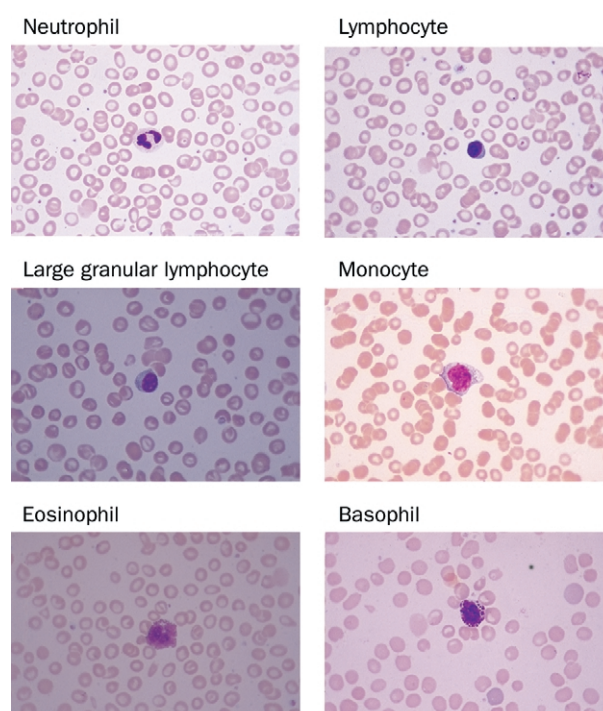 Neutrophil
Lymphocyte
Large granular lymphocyte
Monocyte
Eosinophil
Basophil